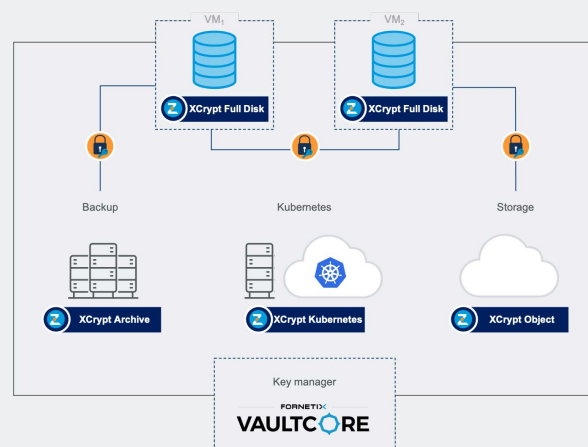 VM₁
VM₂
XCrypt Full Disk
XCrypt Full Disk
Backup
Kubernetes
Storage
XCrypt Archive
XCrypt Kubernetes
XCrypt Object
Key manager
FORNETIX
VAULTCORE